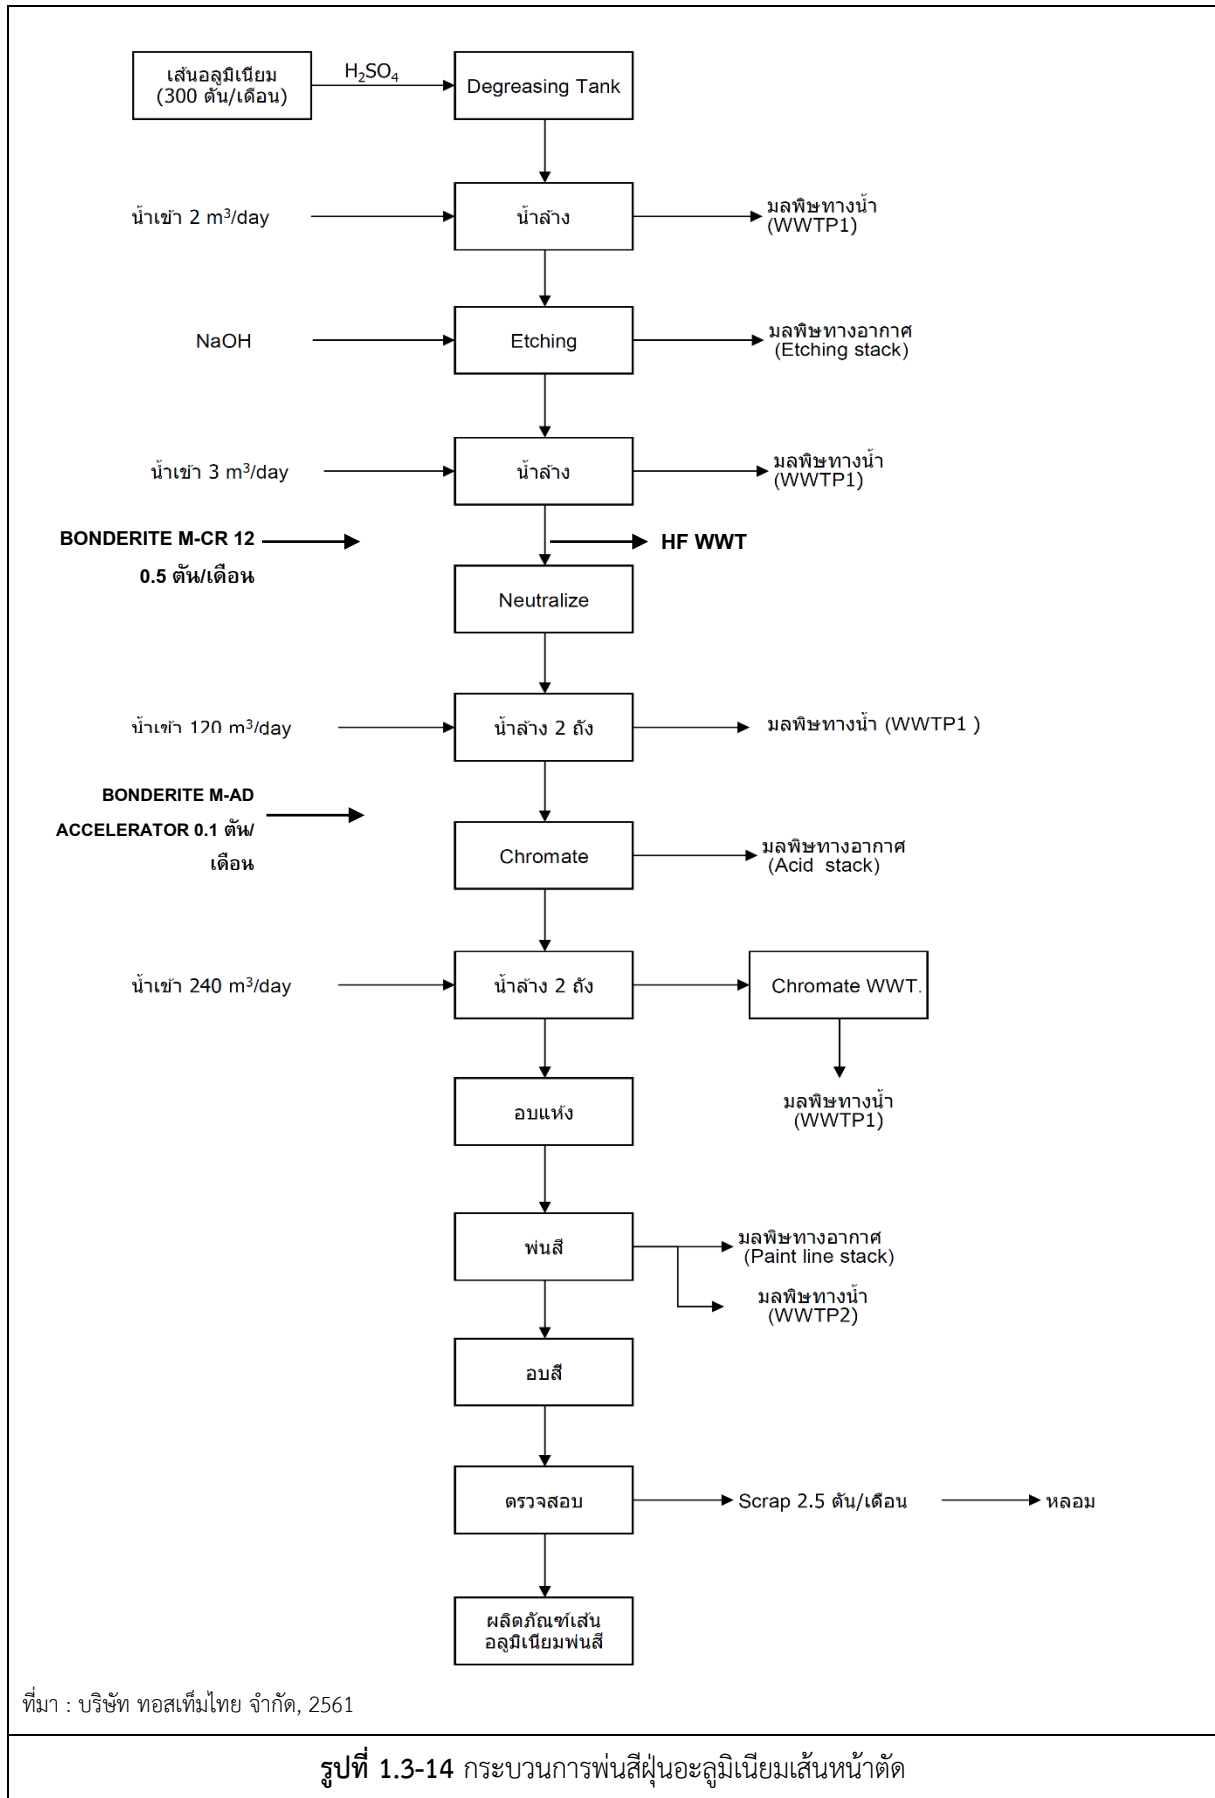 เส้นอลูมิเนียม
(300 ตัน/เดือน)
H₂SO₄
Degreasing Tank
น้ำเข้า 2 m³/day
น้ำล้าง
มลพิษทางน้ำ
(WWTP1)
NaOH
Etching
มลพิษทางอากาศ
(Etching stack)
น้ำเข้า 3 m³/day
น้ำล้าง
มลพิษทางน้ำ
(WWTP1)
BONDERITE M-CR 12
0.5 ตัน/เดือน
HF WWT
Neutralize
น้ำเข้า 120 m³/day
น้ำล้าง 2 ถัง
มลพิษทางน้ำ (WWTP1 )
BONDERITE M-AD
ACCELERATOR 0.1 ตัน/
เดือน
Chromate
มลพิษทางอากาศ
(Acid stack)
น้ำเข้า 240 m³/day
น้ำล้าง 2 ถัง
Chromate WWT.
มลพิษทางน้ำ
(WWTP1)
อบแห้ง
พ่นสี
มลพิษทางอากาศ
(Paint line stack)
มลพิษทางน้ำ
(WWTP2)
อบสี
ตรวจสอบ
Scrap 2.5 ตัน/เดือน
หลอม
ผลิตภัณฑ์เส้น
อลูมิเนียมพ่นสี
ที่มา : บริษัท ทอสเท็มไทย จำกัด, 2561
รูปที่ 1.3-14 กระบวนการพ่นสีฝุ่นอะลูมิเนียมเส้นหน้าตัด